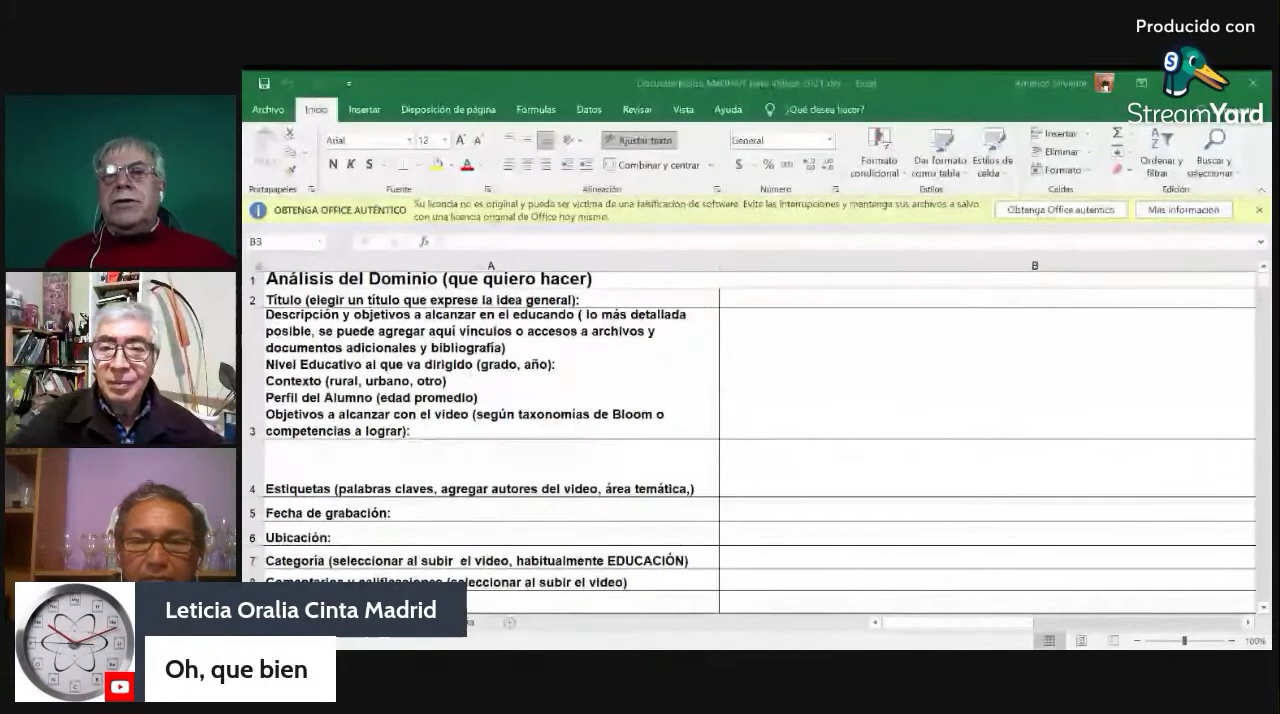 Producido con
StreamYard
Archivo
Inicio
Insertar
Disposición de página
Fórmulas
Datos
Revisar
Vista
Ayuda
¿Qué desea hacer?
Arial
12
Ajustar texto
General
N K S
Combinar y centrar
$ %
Formato condicional
Dar formato como tabla
Estilos de celda
Insertar
Eliminar
Formato
Ordenar y filtrar
Buscar y seleccionar
Portapapeles
Fuente
Alineación
Número
Estilos
Celdas
Edición
OBTENGA OFFICE AUTÉNTICO
Su licencia no es original y pueda ser víctima de una falsificación de software. Evite las interrupciones y mantenga sus archivos a salvo
con una licencia original de Office hoy mismo.
Obtenga Office autentico
Más información
B3
fx
A
B
1 Análisis del Dominio (que quiero hacer)
2 Título (elegir un título que exprese la idea general):
Descripción y objetivos a alcanzar en el educando ( lo más detallada
posible, se puede agregar aquí vínculos o accesos a archivos y
documentos adicionales y bibliografía)
Nivel Educativo al que va dirigido (grado, año):
Contexto (rural, urbano, otro)
Perfil del Alumno (edad promedio)
Objetivos a alcanzar con el video (según taxonomías de Bloom o
3 competencias a lograr):
4 Estiquetas (palabras claves, agregar autores del video, área temática,)
5 Fecha de grabación:
6 Ubicación:
7 Categoría (seleccionar al subir el video, habitualmente EDUCACIÓN)
Comentarios y calificaciones (seleccionar al subir el video)
Leticia Oralia Cinta Madrid
Oh, que bien
100%